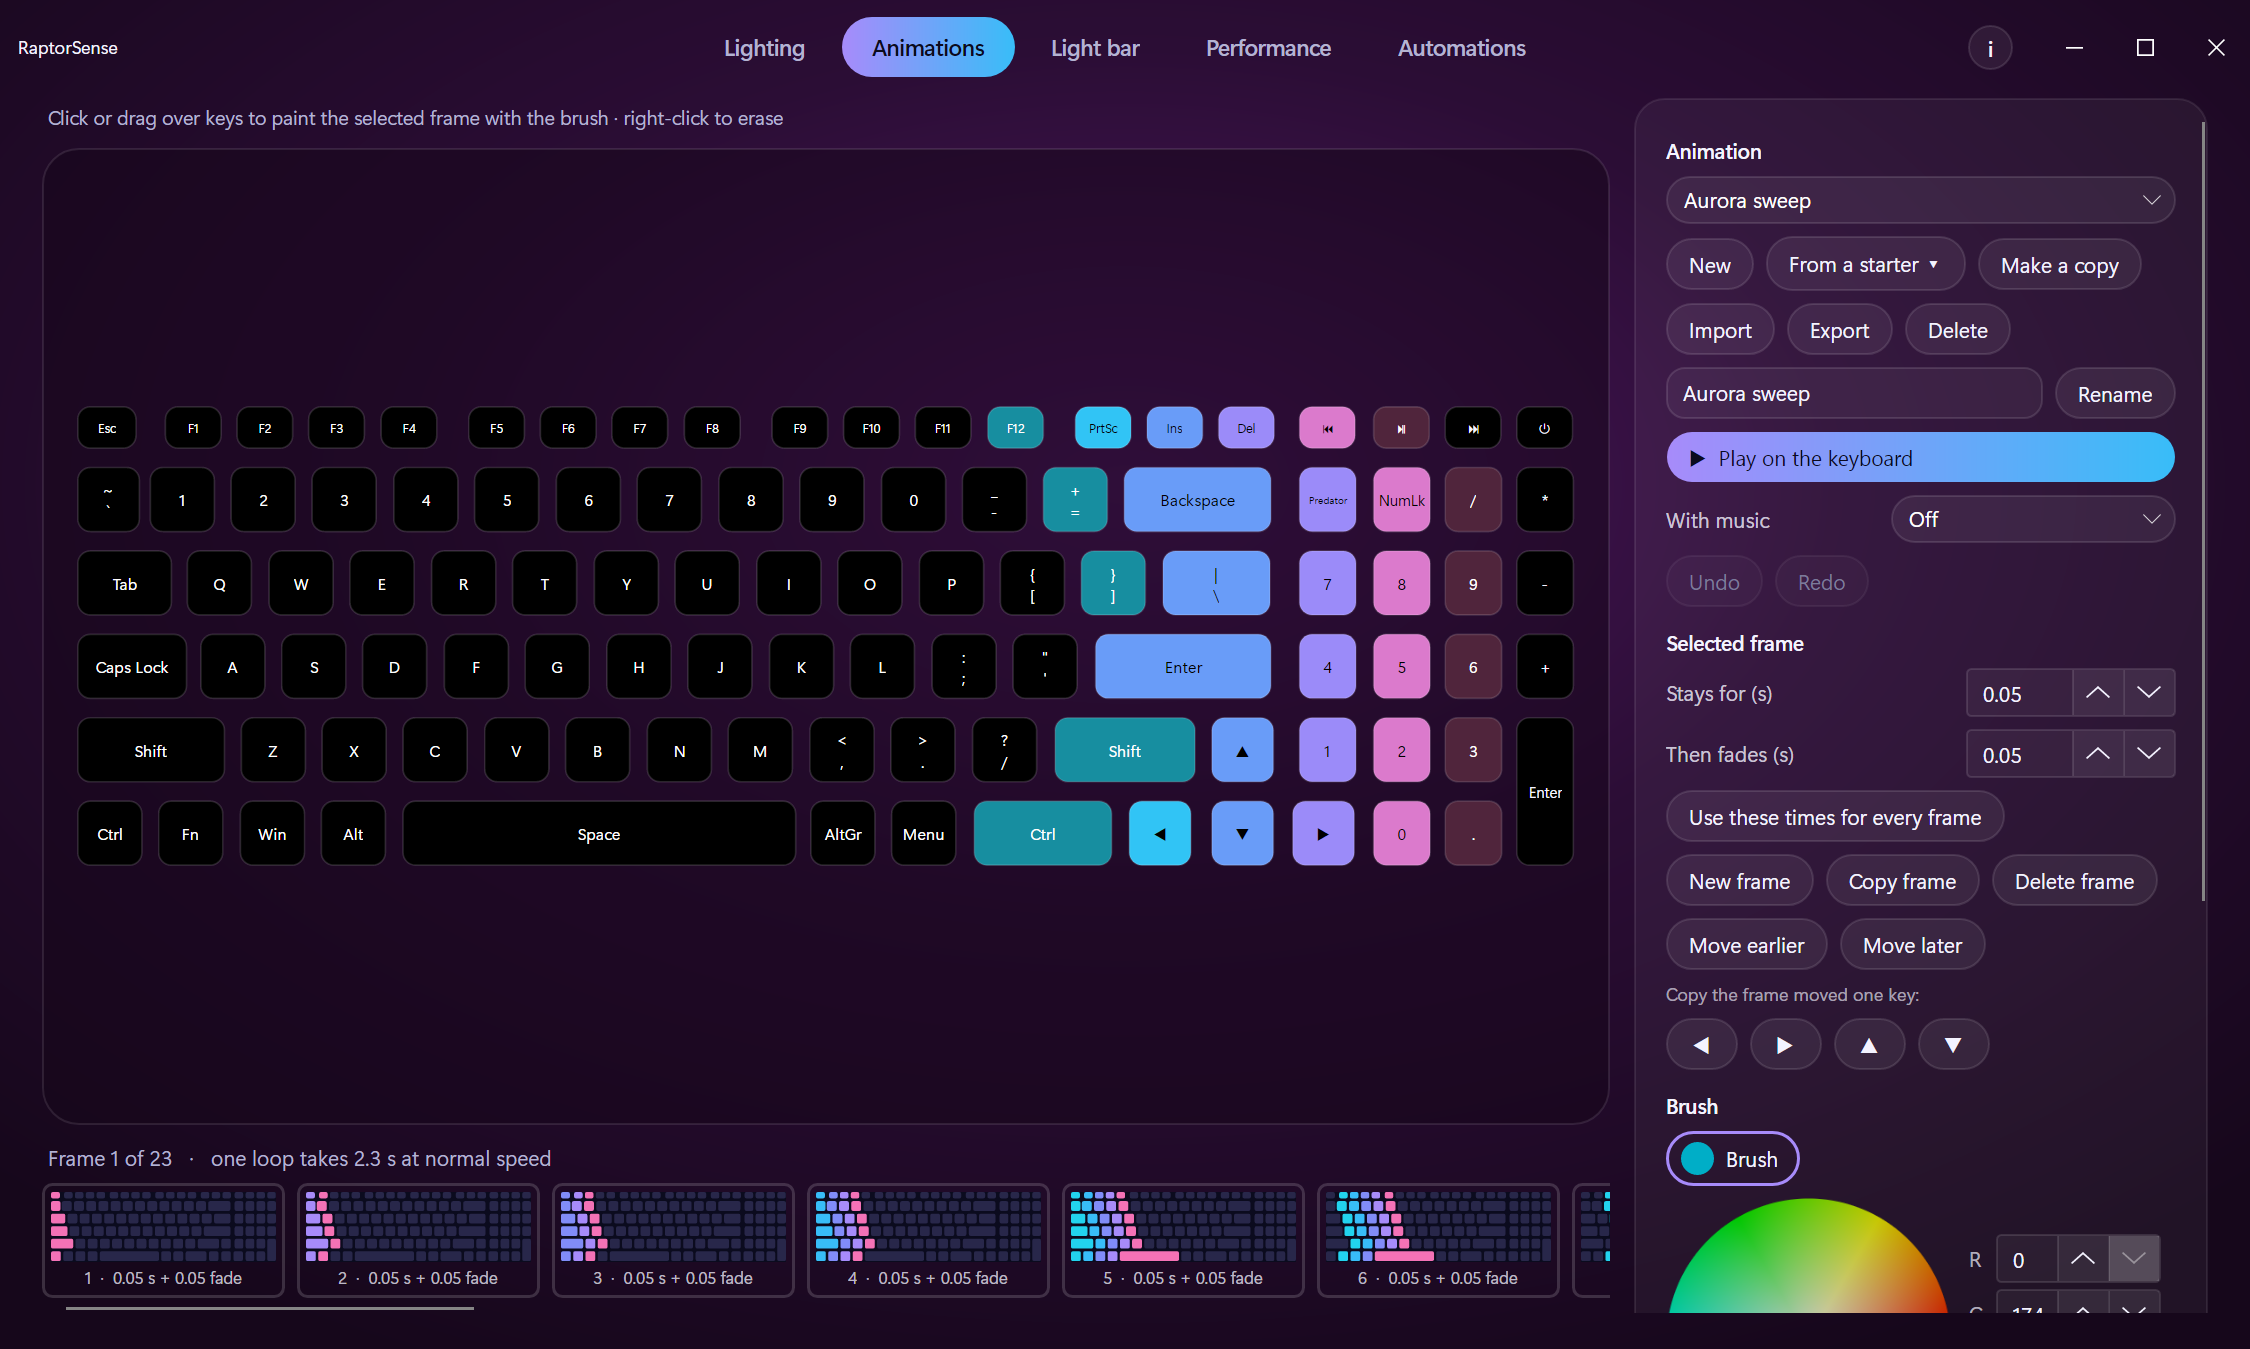 RaptorSense
Lighting Animations Light bar Performance Automations
i
Click or drag over keys to paint the selected frame with the brush · right-click to erase
Esc F1 F2 F3 F4 F5 F6 F7 F8 F9 F10 F11 F12 PrtSc Ins Del
~ ` 1 2 3 4 5 6 7 8 9 0 _ - + = Backspace Predator NumLk / *
Tab Q W E R T Y U I O P { [ } ] | \ 7 8 9 -
Caps Lock A S D F G H J K L : ; " ' Enter 4 5 6 +
Shift Z X C V B N M < , > . ? / Shift ▲ 1 2 3 Enter
Ctrl Fn Win Alt Space AltGr Menu Ctrl ◀ ▼ ▶ 0 .
Frame 1 of 23 · one loop takes 2.3 s at normal speed
1 · 0.05 s + 0.05 fade
2 · 0.05 s + 0.05 fade
3 · 0.05 s + 0.05 fade
4 · 0.05 s + 0.05 fade
5 · 0.05 s + 0.05 fade
6 · 0.05 s + 0.05 fade
Animation
Aurora sweep
New From a starter ▼ Make a copy
Import Export Delete
Aurora sweep Rename
▶ Play on the keyboard
With music Off
Undo Redo
Selected frame
Stays for (s) 0.05
Then fades (s) 0.05
Use these times for every frame
New frame Copy frame Delete frame
Move earlier Move later
Copy the frame moved one key:
◀ ▶ ▲ ▼
Brush
Brush
R 0